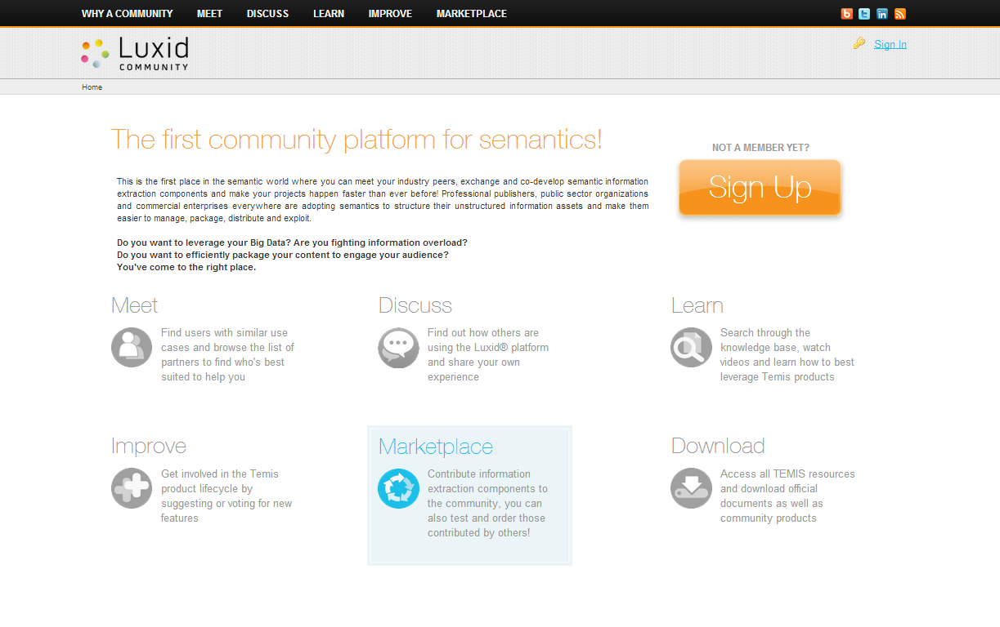 WHY A COMMUNITY MEET DISCUSS LEARN IMPROVE MARKETPLACE
Luxid
COMMUNITY
Sign In
Home
The first community platform for semantics!
NOT A MEMBER YET?
Sign Up
This is the first place in the semantic world where you can meet your industry peers, exchange and co-develop semantic information
extraction components and make your projects happen faster than ever before! Professional publishers, public sector organizations
and commercial enterprises everywhere are adopting semantics to structure their unstructured information assets and make them
easier to manage, package, distribute and exploit.
Do you want to leverage your Big Data? Are you fighting information overload?
Do you want to efficiently package your content to engage your audience?
You've come to the right place.
Meet
Find users with similar use
cases and browse the list of
partners to find who's best
suited to help you
Discuss
Find out how others are
using the Luxid® platform
and share your own
experience
Learn
Search through the
knowledge base, watch
videos and learn how to best
leverage Temis products
Improve
Get involved in the Temis
product lifecycle by
suggesting or voting for new
features
Marketplace
Contribute information
extraction components to
the community, you can
also test and order those
contributed by others!
Download
Access all TEMIS resources
and download official
documents as well as
community products